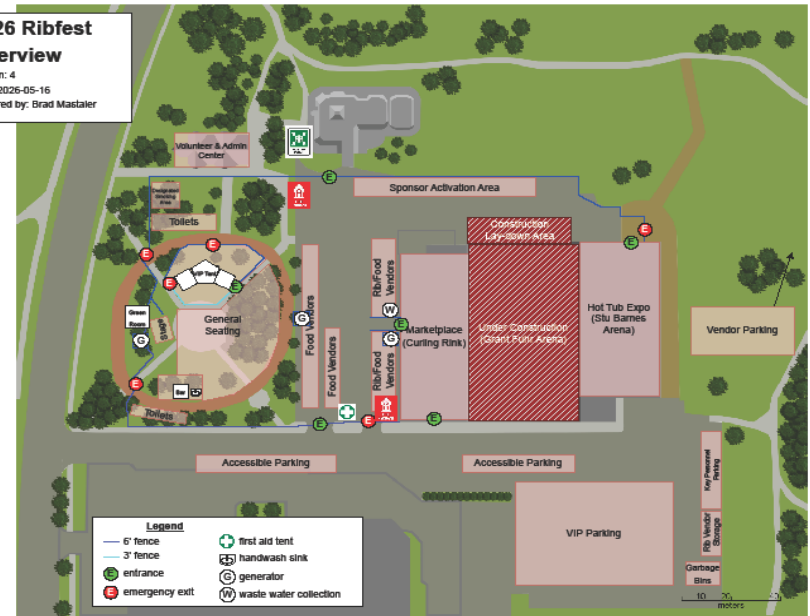 26 Ribfest
erview
n: 4
2026-05-16
red by: Brad Mastaler
Volunteer & Admin
Center
Sponsor Activation Area
Designated
Smoking
Area
Toilets
Construction
Lay-down Area
VIP Tent
Green
Room
Stage
General
Seating
Food Vendors
Food Vendors
Rib/Food
Vendors
Rib/Food
Vendors
Marketplace
(Curling Rink)
Under Construction
(Grant Fuhr Arena)
Hot Tub Expo
(Stu Barnes
Arena)
Vendor Parking
Bar
Toilets
E
E
E
E
E
E
E
E
E
E
E
E
G
G
G
W
Accessible Parking
Accessible Parking
VIP Parking
Key Personnel
Parking
Rib Vendor
Storage
Garbage
Bins
Legend
6' fence
3' fence
E entrance
E emergency exit
first aid tent
handwash sink
G generator
W waste water collection
10 20 40
meters